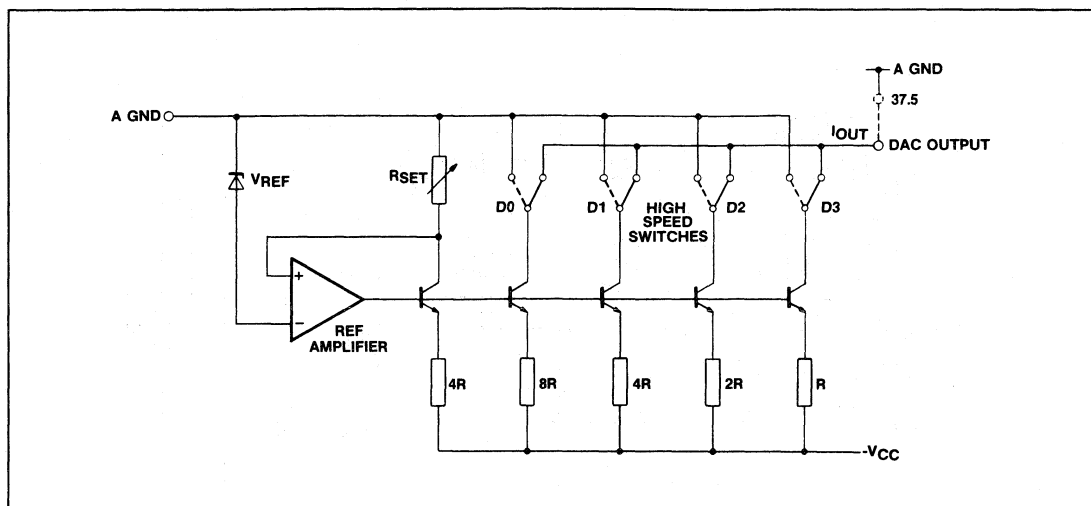 A GND
37.5
A GND
IOUT
DAC OUTPUT
VREF
RSET
D0
D1
HIGH
SPEED
SWITCHES
D2
D3
+
−
REF
AMPLIFIER
4R
8R
4R
2R
R
-VCC